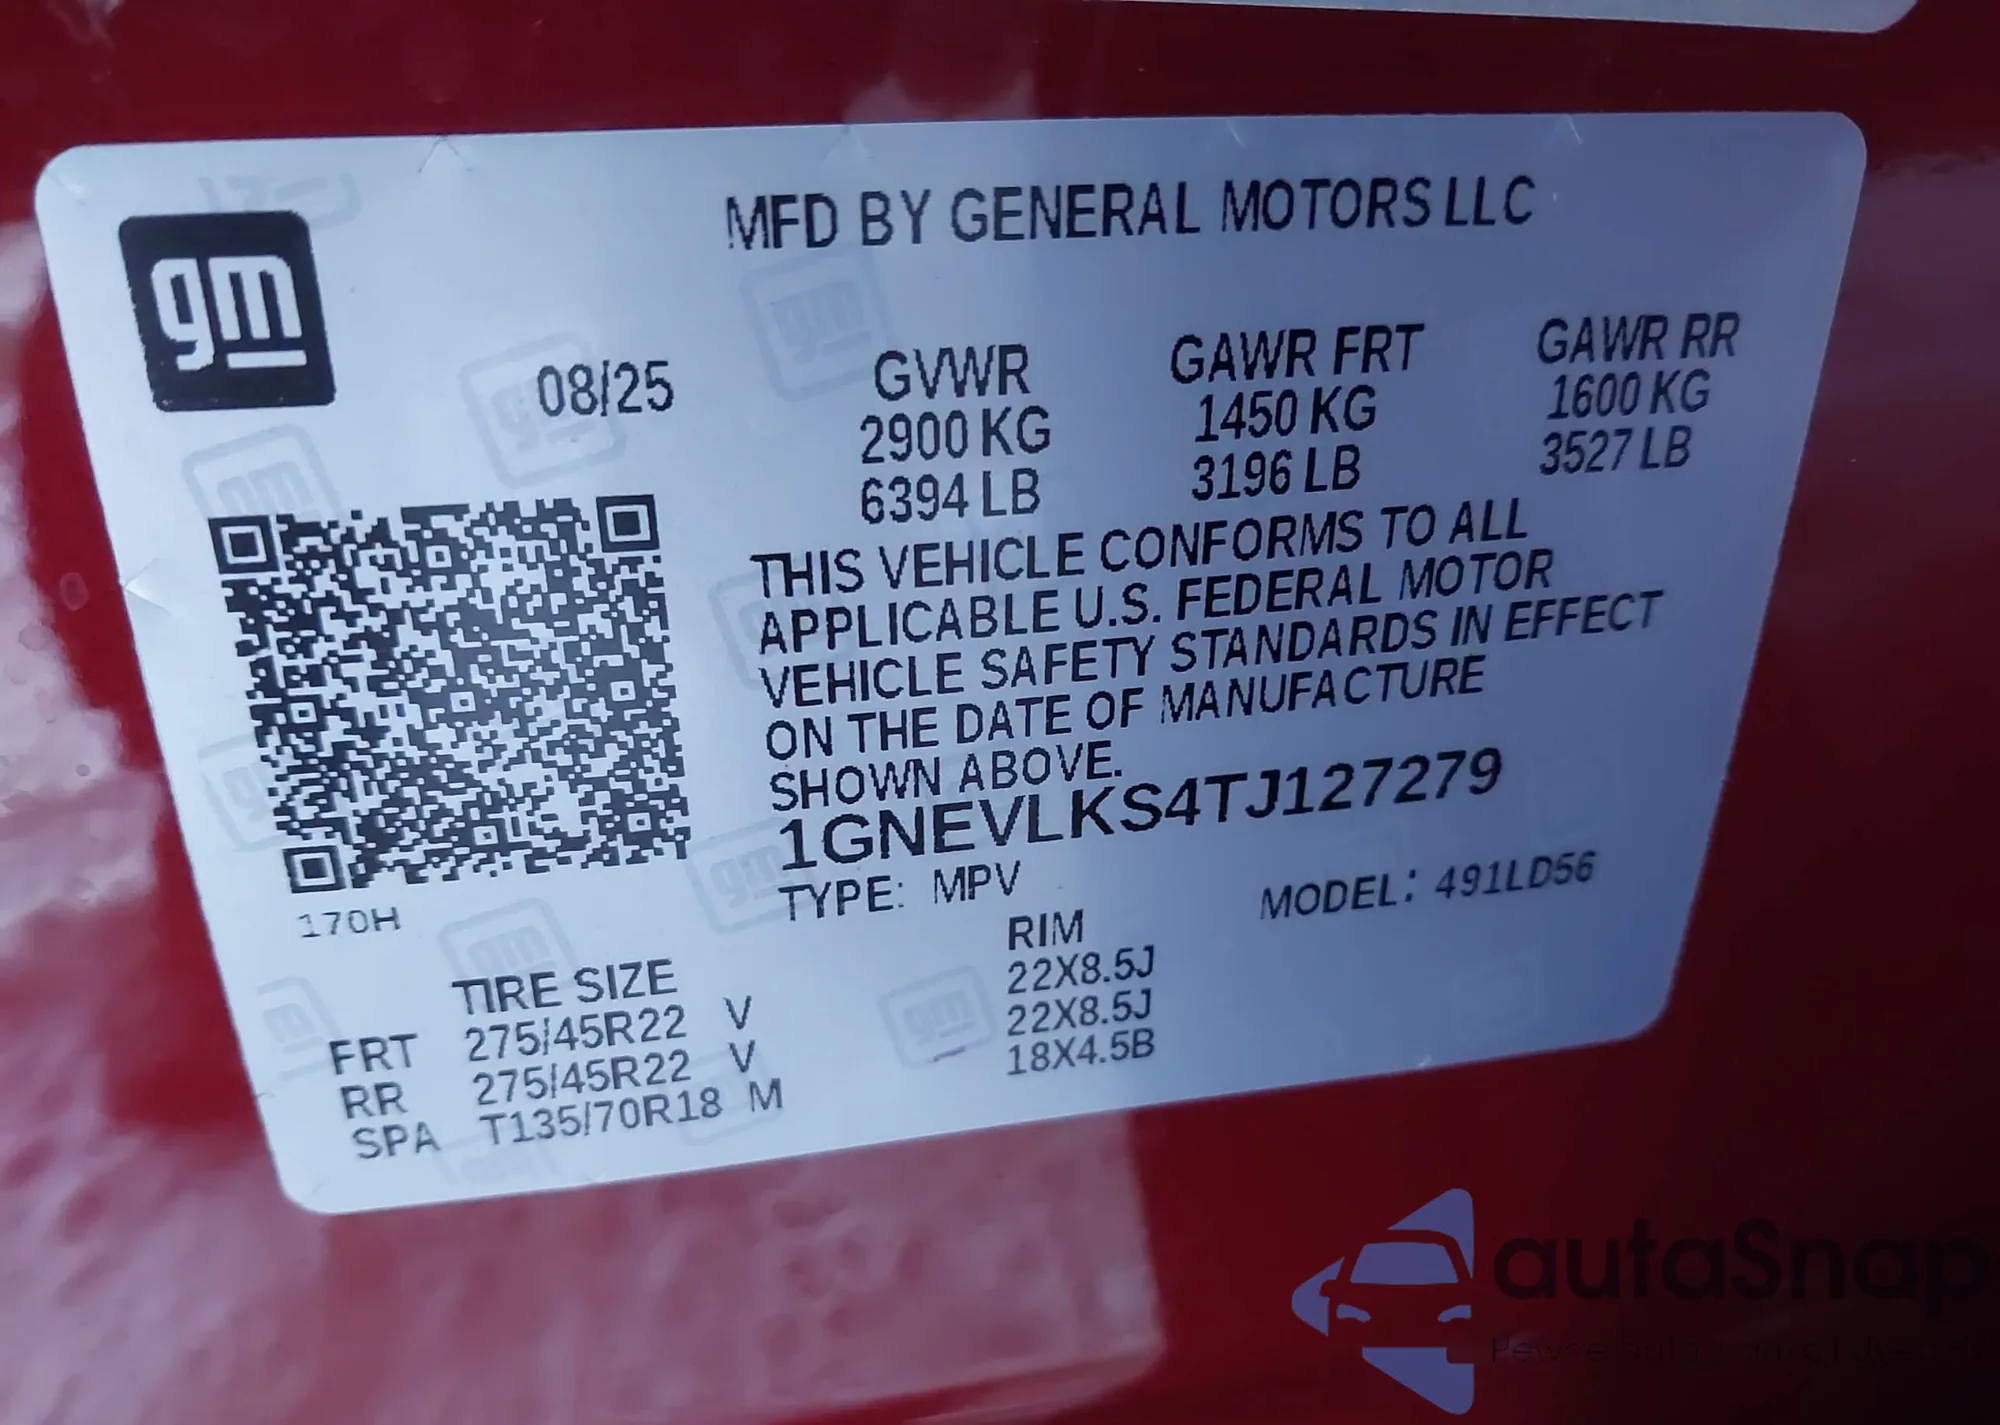 MFD BY GENERAL MOTORS LLC
gm
08/25
GVWR GAWR FRT GAWR RR
2900 KG 1450 KG 1600 KG
6394 LB 3196 LB 3527 LB
THIS VEHICLE CONFORMS TO ALL
APPLICABLE U.S. FEDERAL MOTOR
VEHICLE SAFETY STANDARDS IN EFFECT
ON THE DATE OF MANUFACTURE
SHOWN ABOVE.
1GNEVLKS4TJ127279
TYPE: MPV MODEL: 491LD56
170H
TIRE SIZE RIM
FRT 275/45R22 V 22X8.5J
RR 275/45R22 V 22X8.5J
SPA T135/70R18 M 18X4.5B
autaSnap